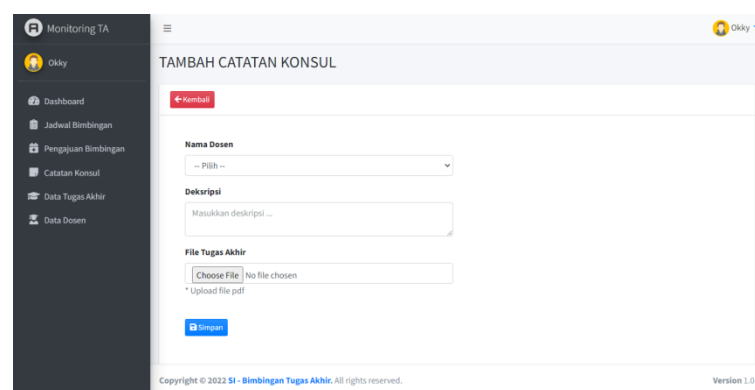 Monitoring TA
Okky
Okky
Dashboard
Jadwal Bimbingan
Pengajuan Bimbingan
Catatan Konsul
Data Tugas Akhir
Data Dosen
TAMBAH CATATAN KONSUL
Kembali
Nama Dosen
-- Pilih --
Deksripsi
Masukkan deskripsi ...
File Tugas Akhir
Choose File No file chosen
* Upload file pdf
Simpan
Copyright © 2022 SI - Bimbingan Tugas Akhir. All rights reserved.
Version 1.0